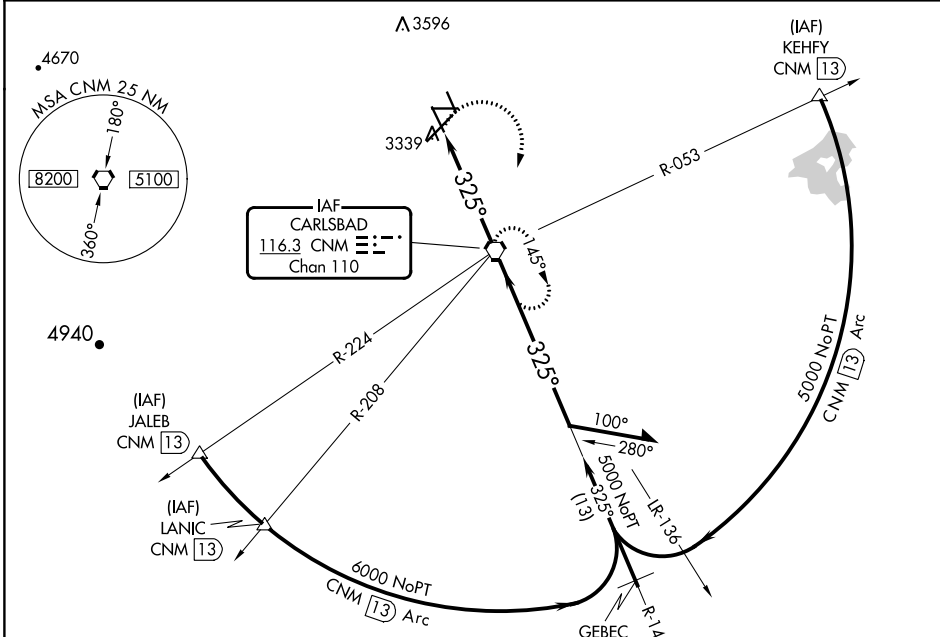 3596
4670
MSA CNM 25 NM
180°
8200
5100
360°
(IAF)
KEHFY
CNM 13
3339
325°
R-053
IAF
CARLSBAD
116.3 CNM
Chan 110
145°
4940
R-224
R-208
325°
5000 NoPT
CNM 13 Arc
(IAF)
JALEB
CNM 13
100°
280°
5000 NoPT
325°
(13)
LR-136
(IAF)
LANIC
CNM 13
6000 NoPT
CNM 13 Arc
GEBEC